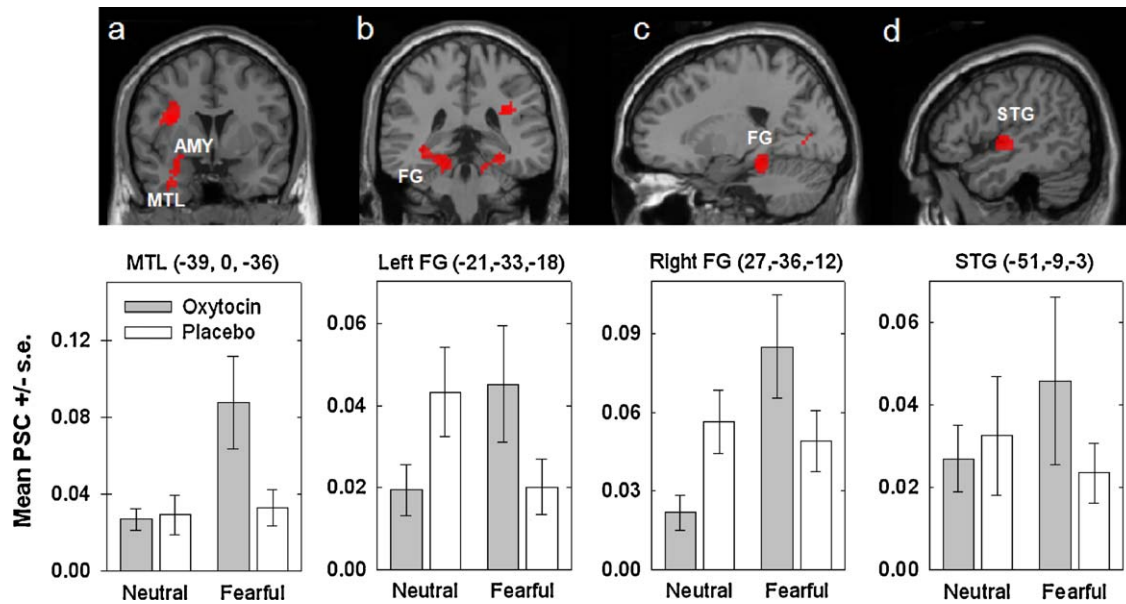 a b c d
AMY
MTL
FG
FG
STG
MTL (-39, 0, -36)
Left FG (-21,-33,-18)
Right FG (27,-36,-12)
STG (-51,-9,-3)
Mean PSC +/- s.e.
0.12
0.08
0.04
0.00
Oxytocin
Placebo
Neutral Fearful
0.06
0.04
0.02
0.00
Neutral Fearful
0.09
0.06
0.03
0.00
Neutral Fearful
0.06
0.04
0.02
0.00
Neutral Fearful